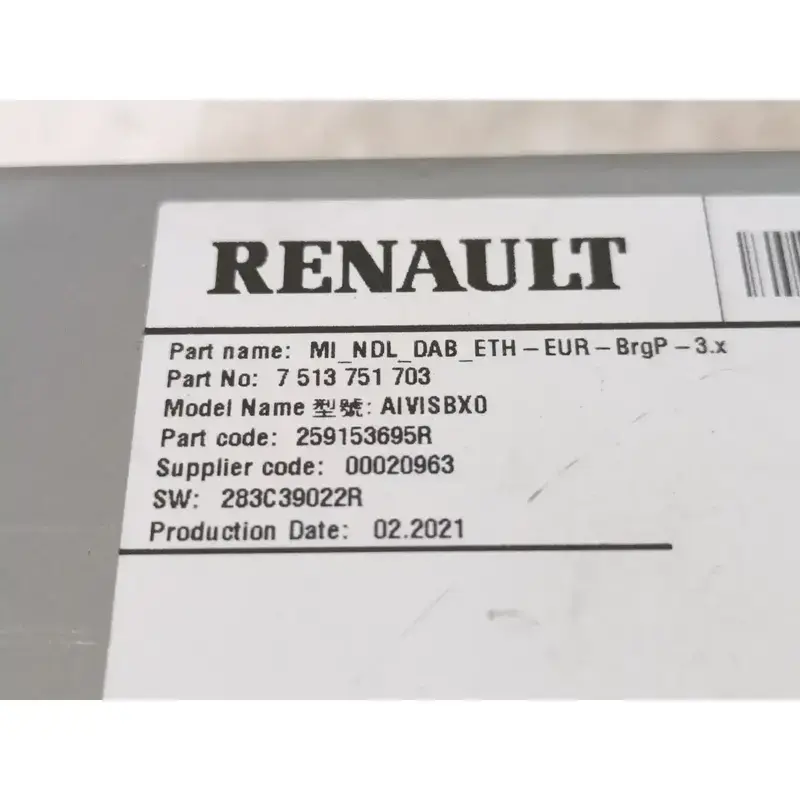 RENAULT
Part name: MI_NDL_DAB_ETH-EUR-BrgP-3.x
Part No: 7 513 751 703
Model Name 型號: AIVISBX0
Part code: 259153695R
Supplier code: 00020963
SW: 283C39022R
Production Date: 02.2021